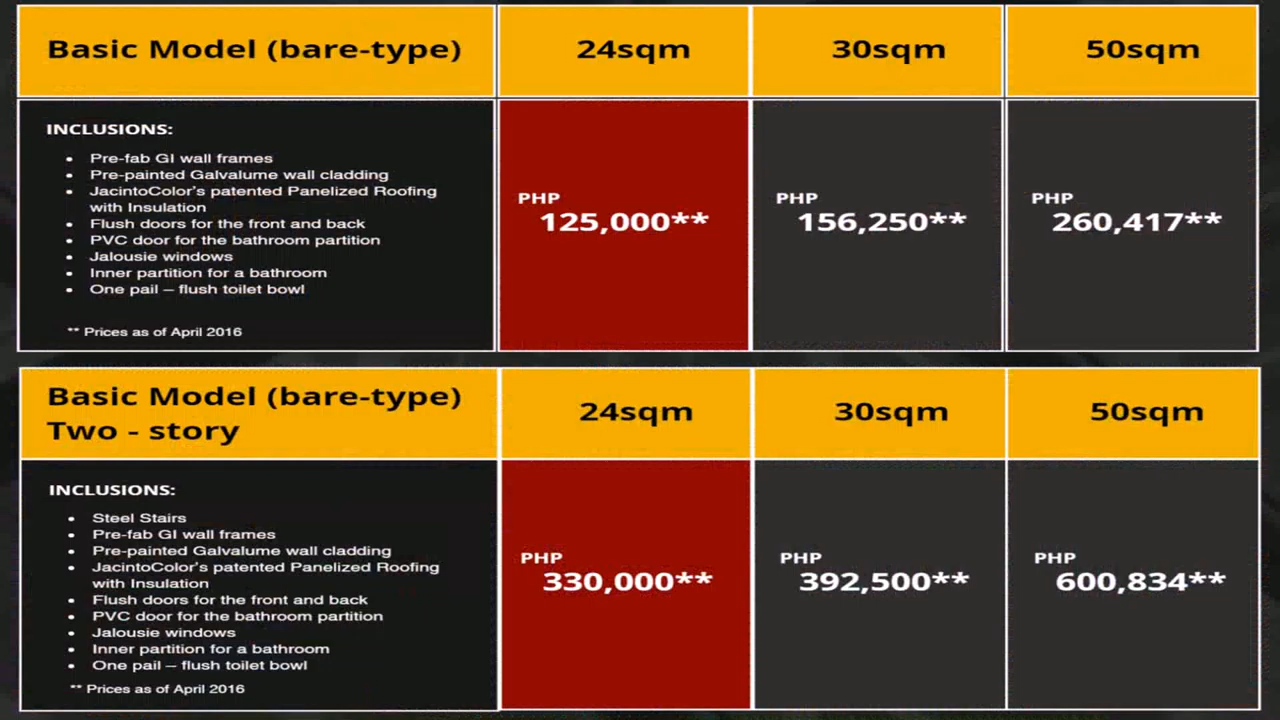 Basic Model (bare-type) 24sqm 30sqm 50sqm
INCLUSIONS:
• Pre-fab GI wall frames
• Pre-painted Galvalume wall cladding
• JacintoColor's patented Panelized Roofing
with Insulation
• Flush doors for the front and back
• PVC door for the bathroom partition
• Jalousie windows
• Inner partition for a bathroom
• One pail – flush toilet bowl
** Prices as of April 2016
PHP
125,000**
PHP
156,250**
PHP
260,417**
Basic Model (bare-type)
Two - story
24sqm 30sqm 50sqm
INCLUSIONS:
• Steel Stairs
• Pre-fab GI wall frames
• Pre-painted Galvalume wall cladding
• JacintoColor's patented Panelized Roofing
with Insulation
• Flush doors for the front and back
• PVC door for the bathroom partition
• Jalousie windows
• Inner partition for a bathroom
• One pail – flush toilet bowl
** Prices as of April 2016
PHP
330,000**
PHP
392,500**
PHP
600,834**